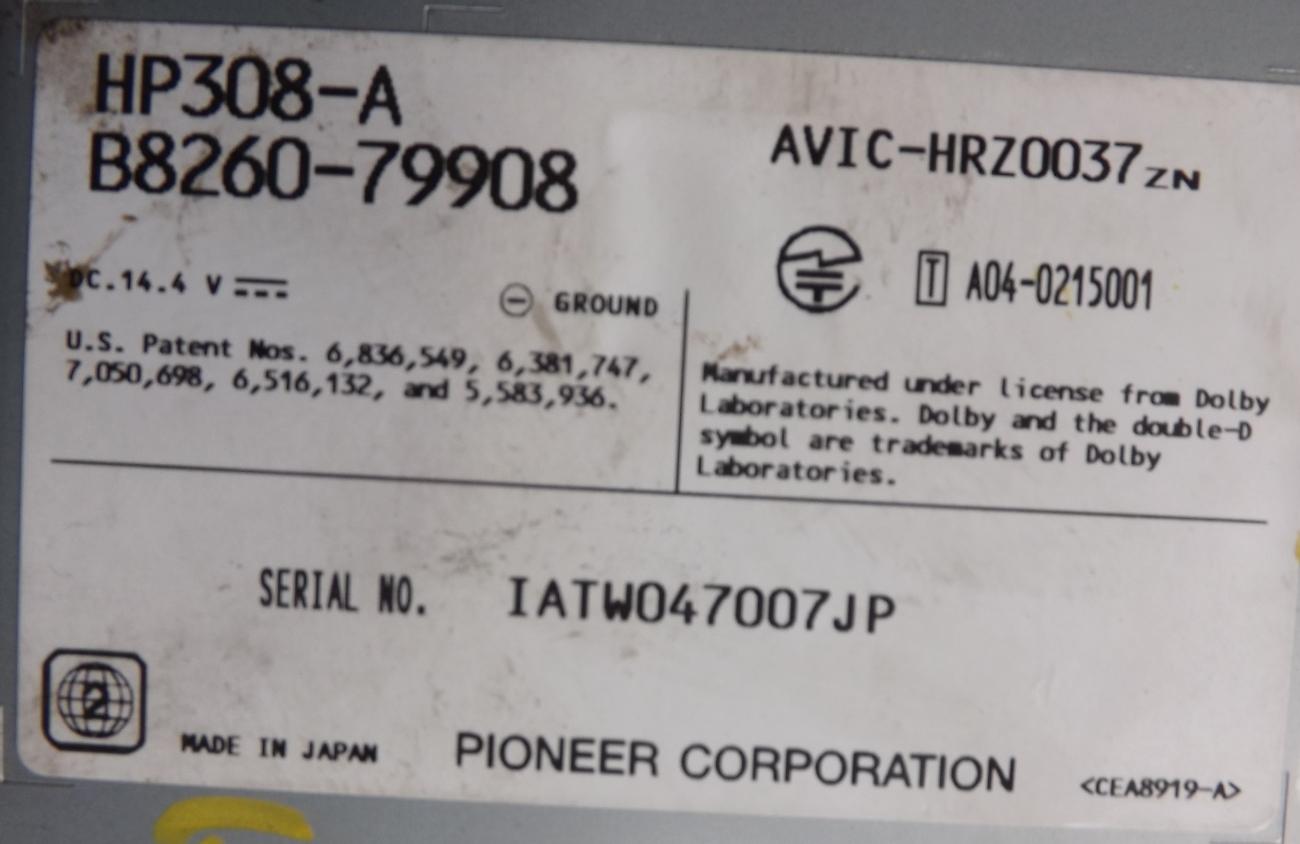 HP308-A
B8260-79908
AVIC-HRZ0037ZN
T A04-0215001
DC.14.4 V
GROUND
U.S. Patent Nos. 6,836,549, 6,381,747,
7,050,698, 6,516,132, and 5,583,936.
Manufactured under license from Dolby
Laboratories. Dolby and the double-D
symbol are trademarks of Dolby
Laboratories.
SERIAL NO. IATW047007JP
2
MADE IN JAPAN PIONEER CORPORATION <CEA8919-A>